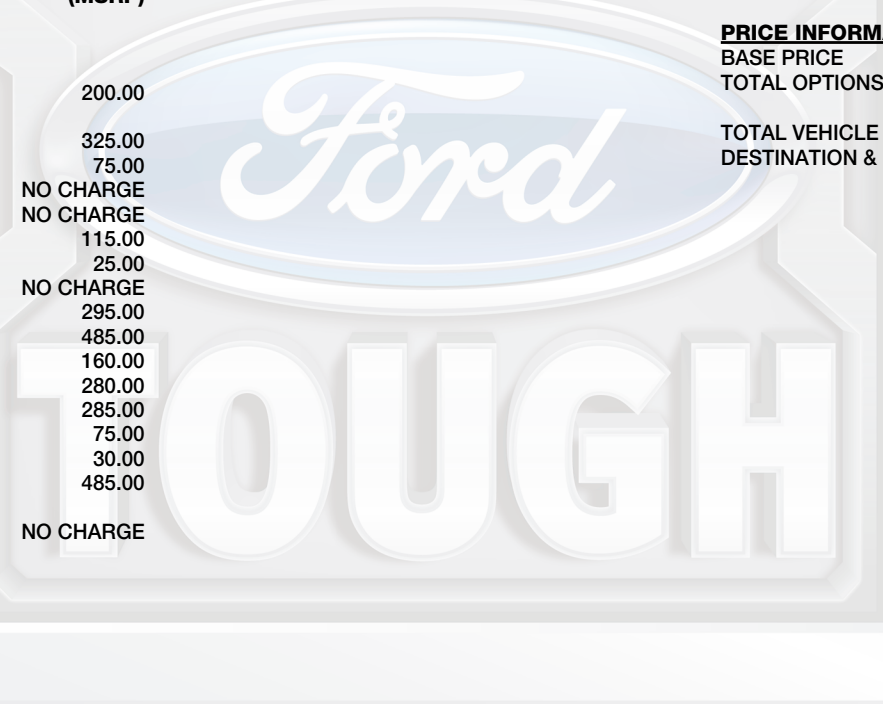 (MSRP)
200.00
325.00
75.00
NO CHARGE
NO CHARGE
115.00
25.00
NO CHARGE
295.00
485.00
160.00
280.00
285.00
75.00
30.00
485.00
NO CHARGE
PRICE INFORMA
BASE PRICE
TOTAL OPTIONS
TOTAL VEHICLE
DESTINATION &
Ford
TOUGH